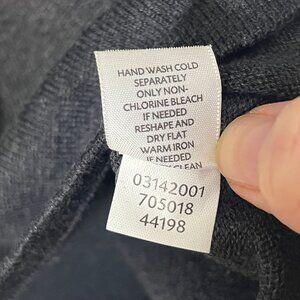 HAND WASH COLD
SEPARATELY
ONLY NON-
CHLORINE BLEACH
IF NEEDED
RESHAPE AND
DRY FLAT
WARM IRON
IF NEEDED
CLEAN
03142001
705018
44198